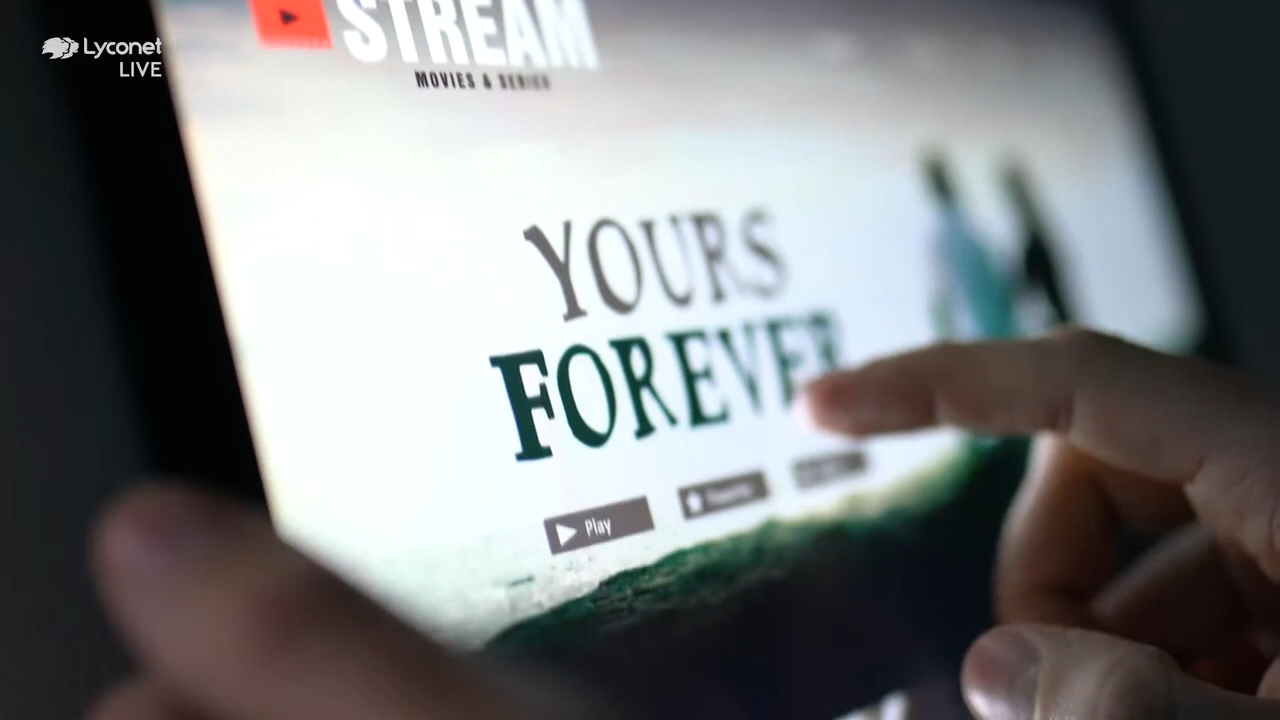 Lyconet
LIVE
STREAM
MOVIES & SERIES
YOURS
FOREVER
Play